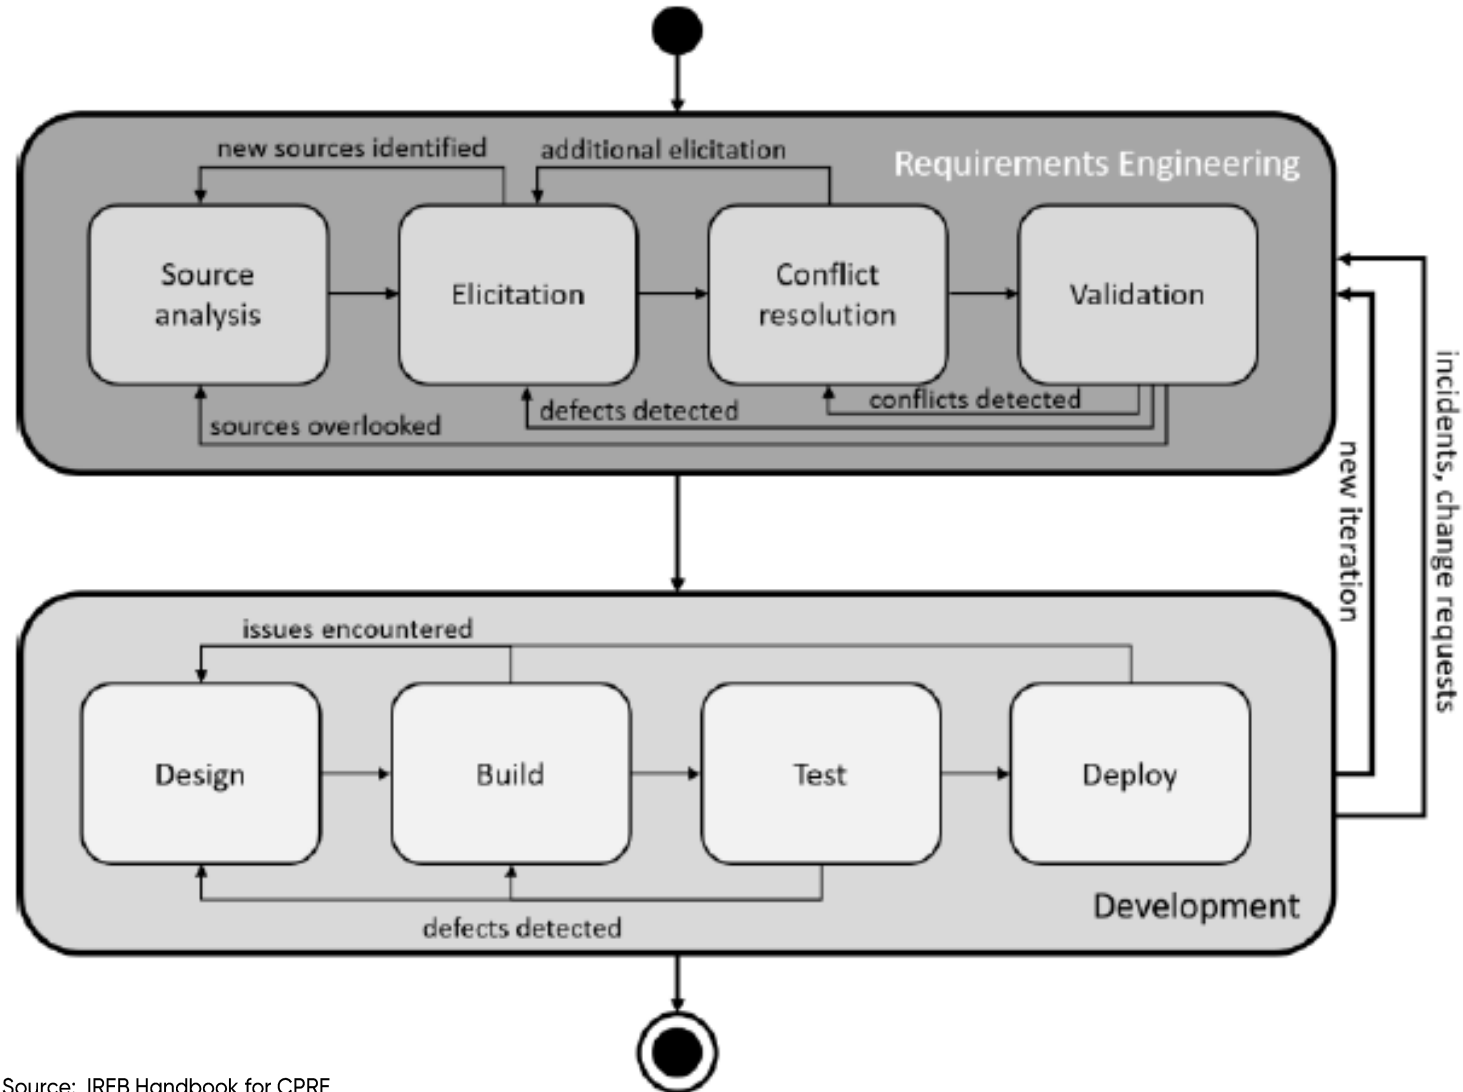 new sources identified
additional elicitation
Requirements Engineering
Source
analysis
Elicitation
Conflict
resolution
Validation
conflicts detected
defects detected
sources overlooked
incidents, change requests
new iteration
issues encountered
Design
Build
Test
Deploy
Development
defects detected
Source: IREB Handbook for CPRE